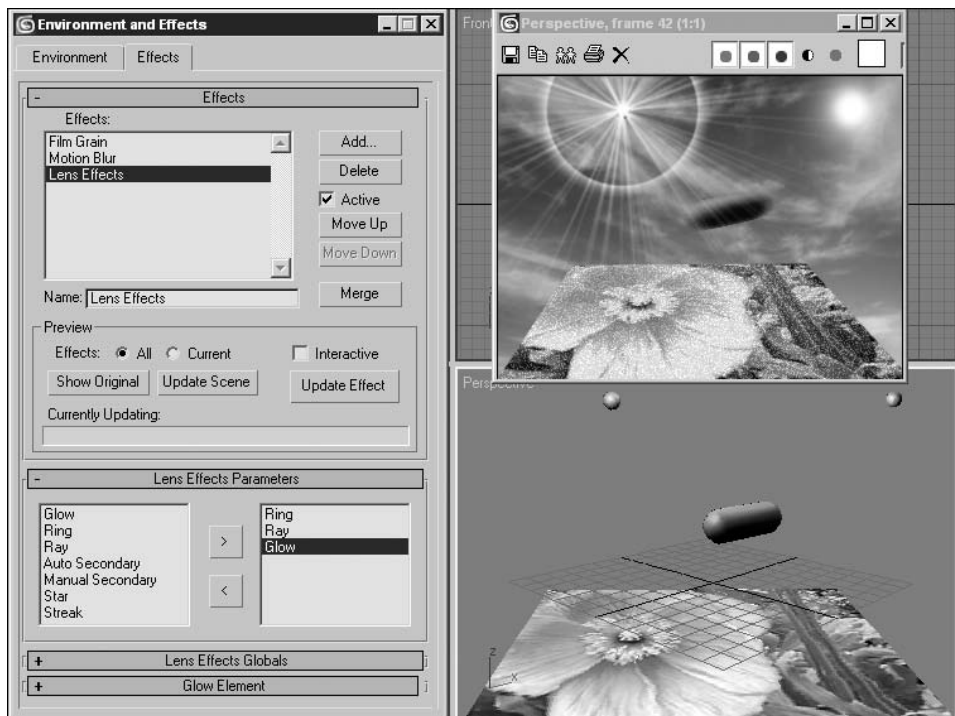 Environment and Effects
Environment
Effects
- Effects
Effects:
Film Grain
Motion Blur
Lens Effects
Add...
Delete
Active
Move Up
Move Down
Merge
Name: Lens Effects
Preview
Effects: All Current
Interactive
Show Original
Update Scene
Update Effect
Currently Updating:
- Lens Effects Parameters
Glow
Ring
Ray
Auto Secondary
Manual Secondary
Star
Streak
>
<
Ring
Ray
Glow
+ Lens Effects Globals
+ Glow Element
Front
Perspective, frame 42 (1:1)
Perspective
z
x